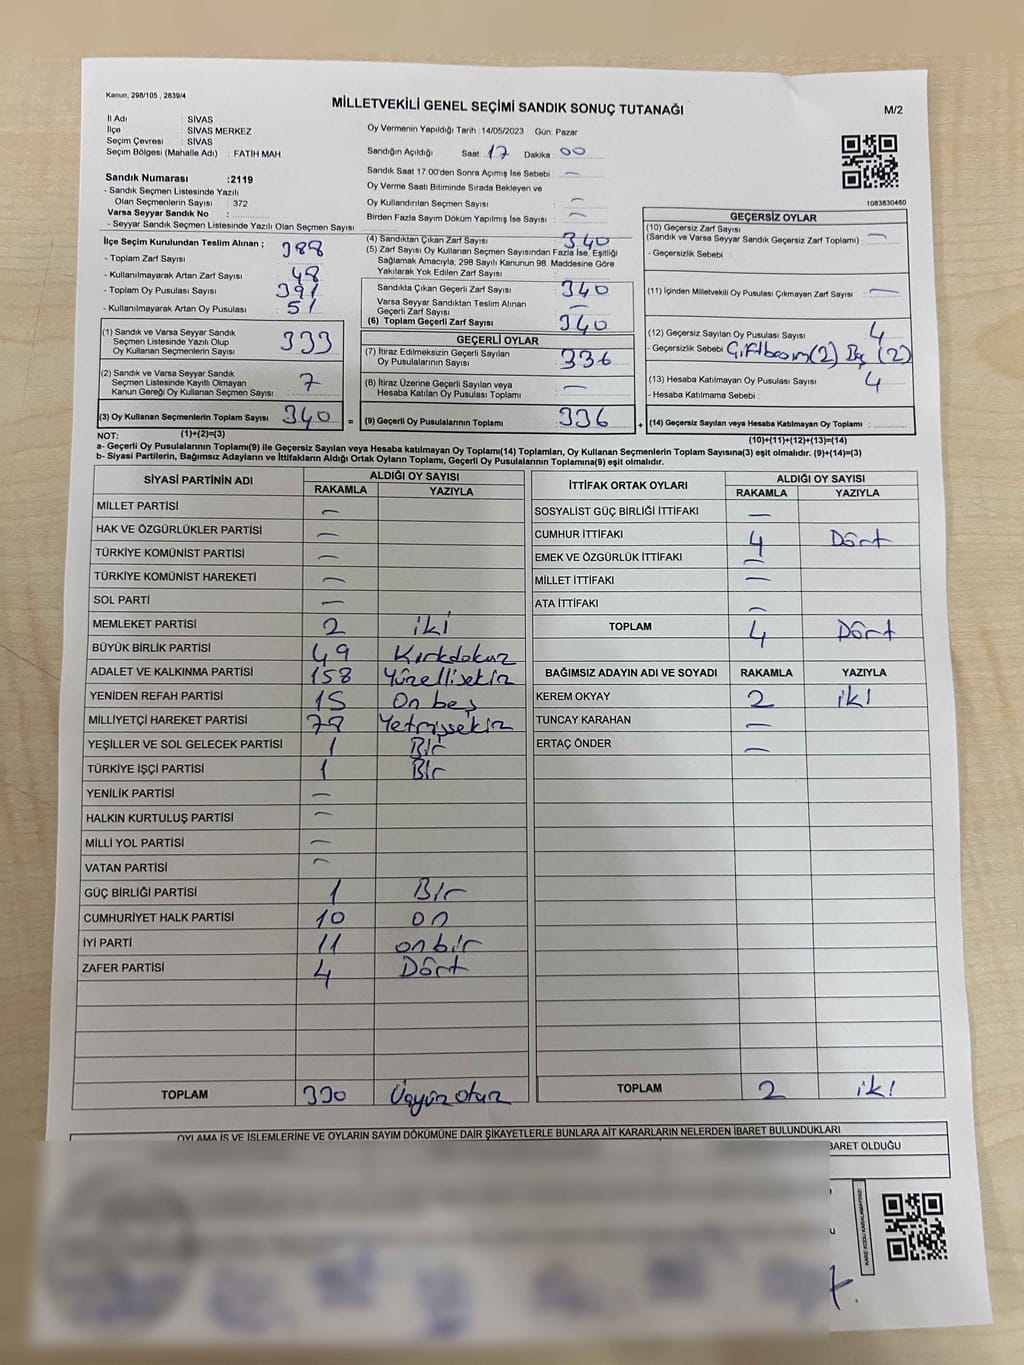 Kanun, 298/105 , 2839/4
MİLLETVEKİLİ GENEL SEÇİMİ SANDIK SONUÇ TUTANAĞI
M/2
İl Adı : SİVAS
İlçe : SİVAS MERKEZ
Seçim Çevresi : SİVAS
Seçim Bölgesi (Mahalle Adı) : FATİH MAH.
Sandık Numarası :2119
- Sandık Seçmen Listesinde Yazılı
Olan Seçmenlerin Sayısı : 372
Varsa Seyyar Sandık No :
- Seyyar Sandık Seçmen Listesinde Yazılı Olan Seçmen Sayısı :
Oy Vermenin Yapıldığı Tarih : 14/05/2023 Gün: Pazar
Sandığın Açıldığı Saat: 17 Dakika : 00
Sandık Saat 17.00'den Sonra Açımış İse Sebebi : —
Oy Verme Saati Bitiminde Sırada Bekleyen ve
Oy Kullandırılan Seçmen Sayısı : —
Birden Fazla Sayım Döküm Yapılmış İse Sayısı : —
1083830480
İlçe Seçim Kurulundan Teslim Alınan ;
- Toplam Zarf Sayısı : 388
- Kullanılmayarak Artan Zarf Sayısı : 48
- Toplam Oy Pusulası Sayısı : 391
- Kullanılmayarak Artan Oy Pusulası : 51
(1) Sandık ve Varsa Seyyar Sandık
Seçmen Listesinde Yazılı Olup
Oy Kullanan Seçmenlerin Sayısı : 333
(2) Sandık ve Varsa Seyyar Sandık
Seçmen Listesinde Kayıtlı Olmayan
Kanun Gereği Oy Kullanan Seçmen Sayısı : 7
(3) Oy Kullanan Seçmenlerin Toplam Sayısı : 340 =
(1)+(2)=(3)
(4) Sandıktan Çıkan Zarf Sayısı : 340
(5) Zarf Sayısı Oy Kullanan Seçmen Sayısından Fazla İse, Eşitliği
Sağlamak Amacıyla, 298 Sayılı Kanunun 98. Maddesine Göre
Yakılarak Yok Edilen Zarf Sayısı :
Sandıkta Çıkan Geçerli Zarf Sayısı : 340
Varsa Seyyar Sandıktan Teslim Alınan
Geçerli Zarf Sayısı : —
(6) Toplam Geçerli Zarf Sayısı : 340
GEÇERLİ OYLAR
(7) İtiraz Edilmeksizin Geçerli Sayılan
Oy Pusulalarının Sayısı : 336
(8) İtiraz Üzerine Geçerli Sayılan veya
Hesaba Katılan Oy Pusulası Toplamı : —
(9) Geçerli Oy Pusulalarının Toplamı : 336 +
GEÇERSİZ OYLAR
(10) Geçersiz Zarf Sayısı
(Sandık ve Varsa Seyyar Sandık Geçersiz Zarf Toplamı) : —
- Geçersizlik Sebebi :
(11) İçinden Milletvekili Oy Pusulası Çıkmayan Zarf Sayısı : —
(12) Geçersiz Sayılan Oy Pusulası Sayısı : 4
- Geçersizlik Sebebi : Çift basım(2) Boş (2)
(13) Hesaba Katılmayan Oy Pusulası Sayısı : 4
- Hesaba Katılmama Sebebi :
(14) Geçersiz Sayılan veya Hesaba Katılmayan Oy Toplamı :
(10)+(11)+(12)+(13)=(14)
NOT:
a- Geçerli Oy Pusulalarının Toplamı(9) ile Geçersiz Sayılan veya Hesaba Katılmayan Oy Toplamı(14) Toplamları, Oy Kullanan Seçmenlerin Toplam Sayısına(3) eşit olmalıdır. (9)+(14)=(3)
b- Siyasi Partilerin, Bağımsız Adayların ve İttifakların Aldığı Oyların Toplamı, Geçerli Oy Pusulalarının Toplamına(9) eşit olmalıdır.
SİYASİ PARTİNİN ADI ALDIĞI OY SAYISI
RAKAMLA YAZIYLA
MİLLET PARTİSİ —
HAK VE ÖZGÜRLÜKLER PARTİSİ —
TÜRKİYE KOMÜNİST PARTİSİ —
TÜRKİYE KOMÜNİST HAREKETİ —
SOL PARTİ —
MEMLEKET PARTİSİ 2 iki
BÜYÜK BİRLİK PARTİSİ 49 Kırkdokuz
ADALET VE KALKINMA PARTİSİ 158 Yüzellisekiz
YENİDEN REFAH PARTİSİ 15 On beş
MİLLİYETÇİ HAREKET PARTİSİ 78 Yetmişsekiz
YEŞİLLER VE SOL GELECEK PARTİSİ 1 Bir
TÜRKİYE İŞÇİ PARTİSİ 1 Bir
YENİLİK PARTİSİ —
HALKIN KURTULUŞ PARTİSİ —
MİLLİ YOL PARTİSİ —
VATAN PARTİSİ —
GÜÇ BİRLİĞİ PARTİSİ 1 Bir
CUMHURİYET HALK PARTİSİ 10 on
İYİ PARTİ 11 onbir
ZAFER PARTİSİ 4 Dört
TOPLAM 330 Üçyüz otuz
İTTİFAK ORTAK OYLARI ALDIĞI OY SAYISI
RAKAMLA YAZIYLA
SOSYALİST GÜÇ BİRLİĞİ İTTİFAKI —
CUMHUR İTTİFAKI 4 Dört
EMEK VE ÖZGÜRLÜK İTTİFAKI —
MİLLET İTTİFAKI —
ATA İTTİFAKI —
TOPLAM 4 Dört
BAĞIMSIZ ADAYIN ADI VE SOYADI RAKAMLA YAZIYLA
KEREM OKYAY 2 iki
TUNCAY KARAHAN —
ERTAÇ ÖNDER —
TOPLAM 2 iki
OYLAMA İŞ VE İŞLEMLERİNE VE OYLARIN SAYIM DÖKÜMÜNE DAİR ŞİKAYETLERLE BUNLARA AİT KARARLARIN NELERDEN İBARET BULUNDUKLARI
BARET OLDUĞU
KARE KODU KARALAMAYINIZ!